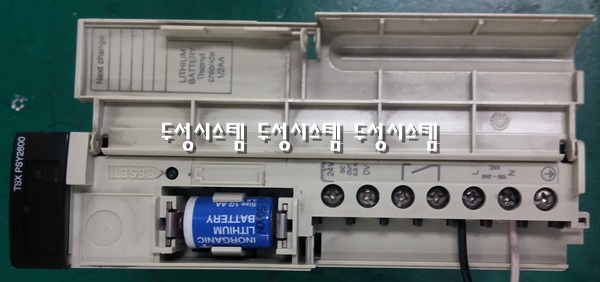 Next change
LITHIUM
BATTERY
Thionyl
chloride
1/2AA
두성시스템 두성시스템 두성시스템
TSX PSY2600
RESET
24V
0V
L
N
VAC
Size 1/2 AA
BATTERY
LITHIUM
INORGANIC